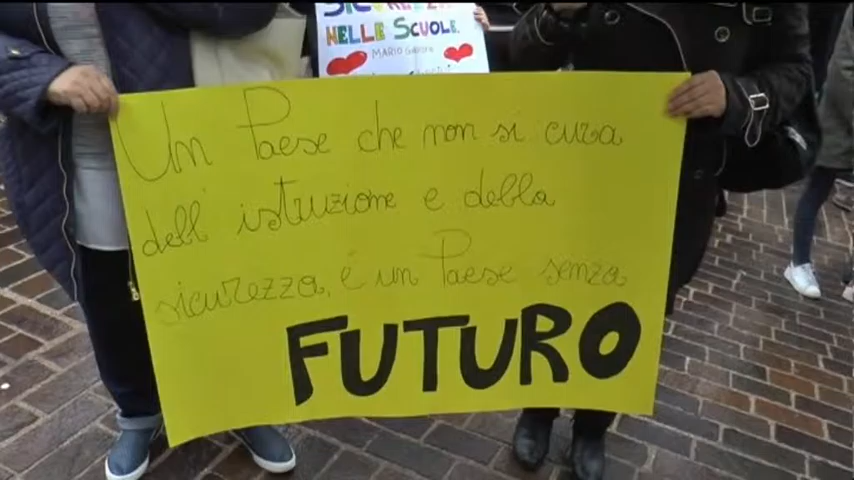 NELLE SCUOLE.
Un Paese che non si cura
dell' istruzione e della
sicurezza, é un Paese senza
FUTURO